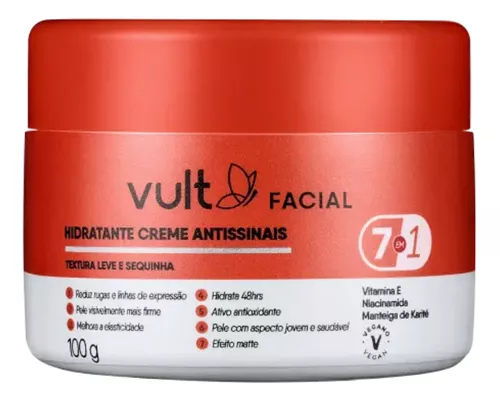 vult FACIAL
HIDRATANTE CREME ANTISSINAIS
7 EM 1
TEXTURA LEVE E SEQUINHA
1 Reduz rugas e linhas de expressão
2 Pele visivelmente mais firme
3 Melhora a elasticidade
4 Hidrata 48hrs
5 Ativo antioxidante
6 Pele com aspecto jovem e saudável
7 Efeito matte
Vitamina E
Niacinamida
Manteiga de Karité
VEGANO
V
VEGAN
100 g